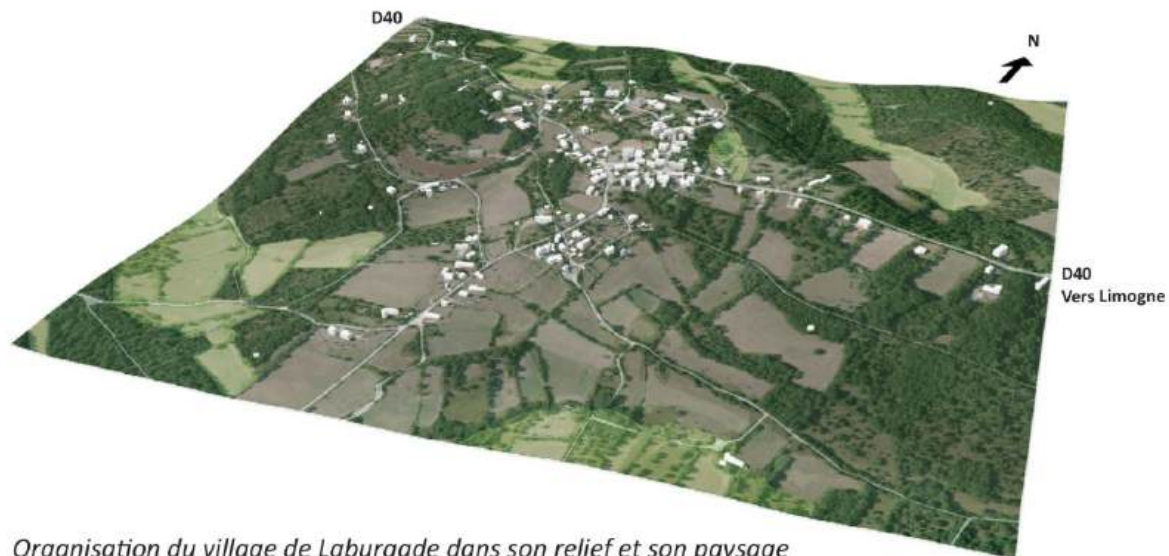 D40
N
D40
Vers Limogne
Organisation du village de Laburgade dans son relief et son paysage